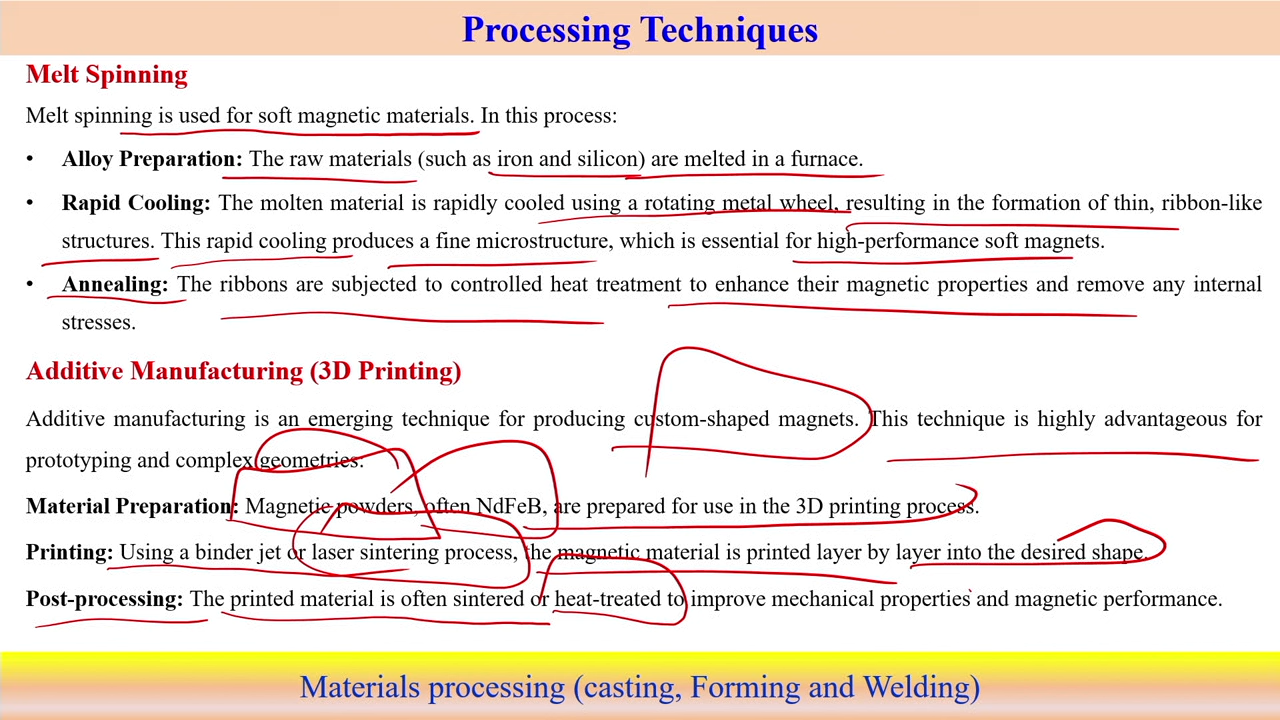 Processing Techniques
Melt Spinning
Melt spinning is used for soft magnetic materials. In this process:
• Alloy Preparation: The raw materials (such as iron and silicon) are melted in a furnace.
• Rapid Cooling: The molten material is rapidly cooled using a rotating metal wheel, resulting in the formation of thin, ribbon-like
structures. This rapid cooling produces a fine microstructure, which is essential for high-performance soft magnets.
• Annealing: The ribbons are subjected to controlled heat treatment to enhance their magnetic properties and remove any internal
stresses.
Additive Manufacturing (3D Printing)
Additive manufacturing is an emerging technique for producing custom-shaped magnets. This technique is highly advantageous for
prototyping and complex geometries.
Material Preparation: Magnetic powders, often NdFeB, are prepared for use in the 3D printing process.
Printing: Using a binder jet or laser sintering process, the magnetic material is printed layer by layer into the desired shape.
Post-processing: The printed material is often sintered or heat-treated to improve mechanical properties and magnetic performance.
Materials processing (casting, Forming and Welding)